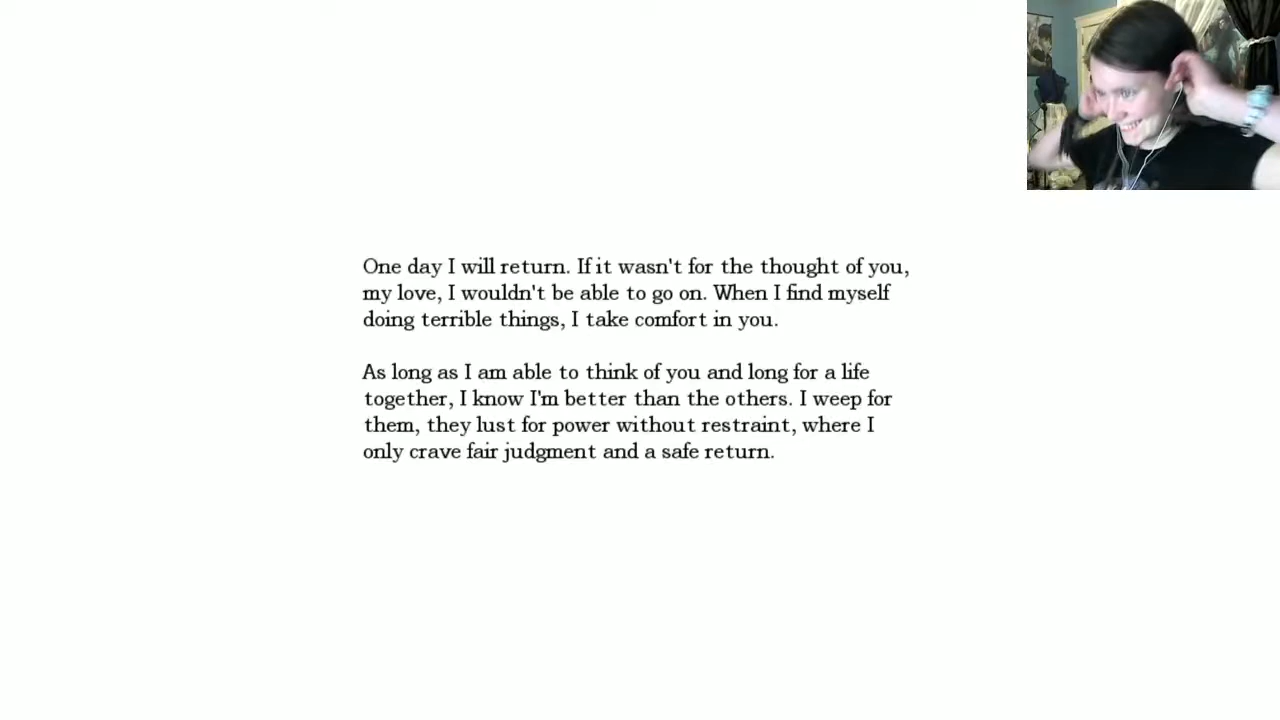 One day I will return. If it wasn't for the thought of you,
my love, I wouldn't be able to go on. When I find myself
doing terrible things, I take comfort in you.
As long as I am able to think of you and long for a life
together, I know I'm better than the others. I weep for
them, they lust for power without restraint, where I
only crave fair judgment and a safe return.